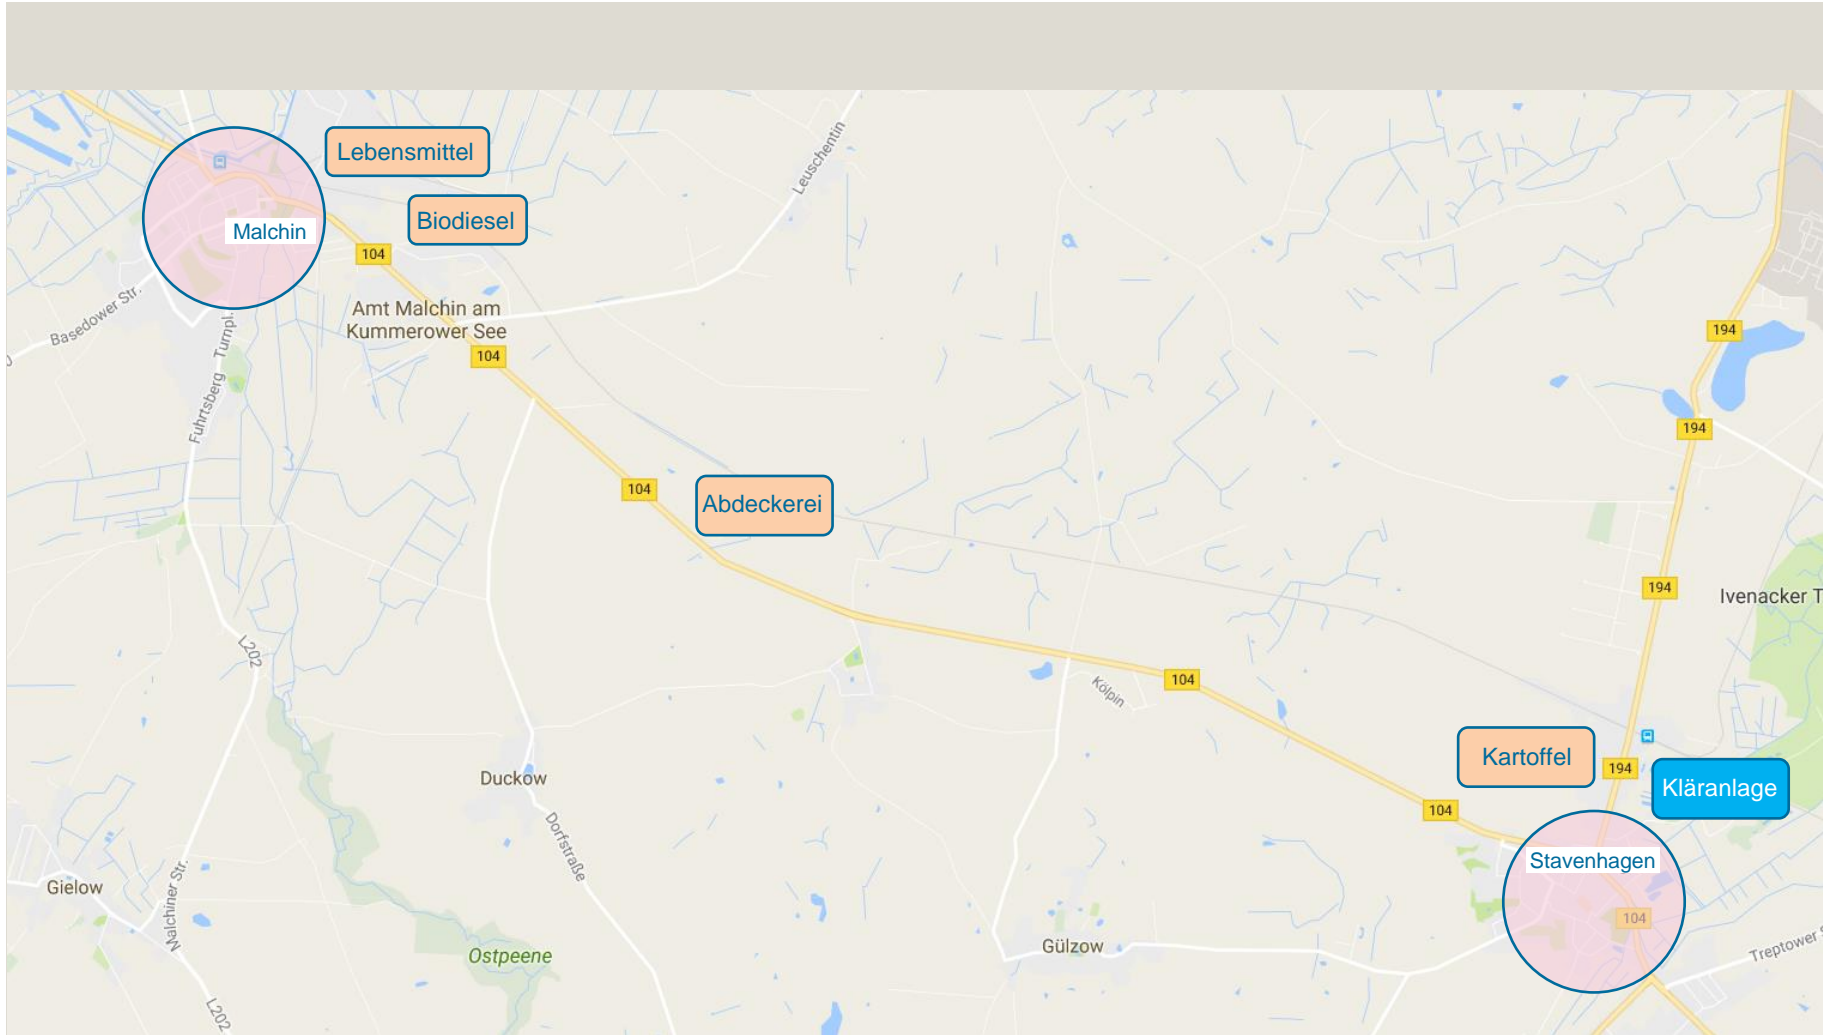 Lebensmittel
Leuschentin
Biodiesel
Malchin
104
Basedower Str.
Amt Malchin am
Kummerower See
Turnpl.
Fuhrtsberg
104
194
194
104
Abdeckerei
194
Ivenacker T
L202
Kölpin
104
Kartoffel
194
Kläranlage
Duckow
104
Dorfstraße
Stavenhagen
Gielow
Malchiner Str.
104
Gülzow
Ostpeene
Treptower
L202